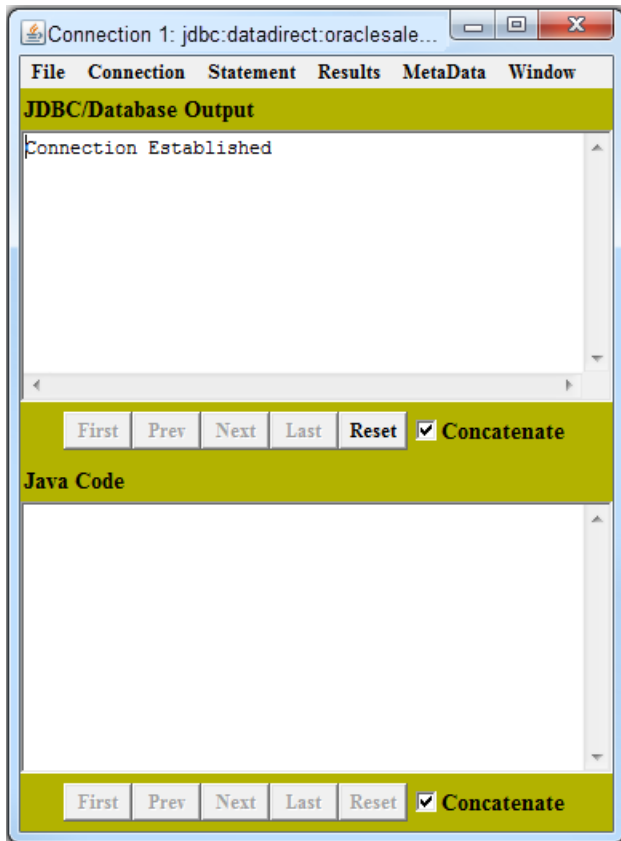 Connection 1: jdbc:datadirect:oraclesale...
File Connection Statement Results MetaData Window
JDBC/Database Output
Connection Established
First Prev Next Last Reset Concatenate
Java Code
First Prev Next Last Reset Concatenate